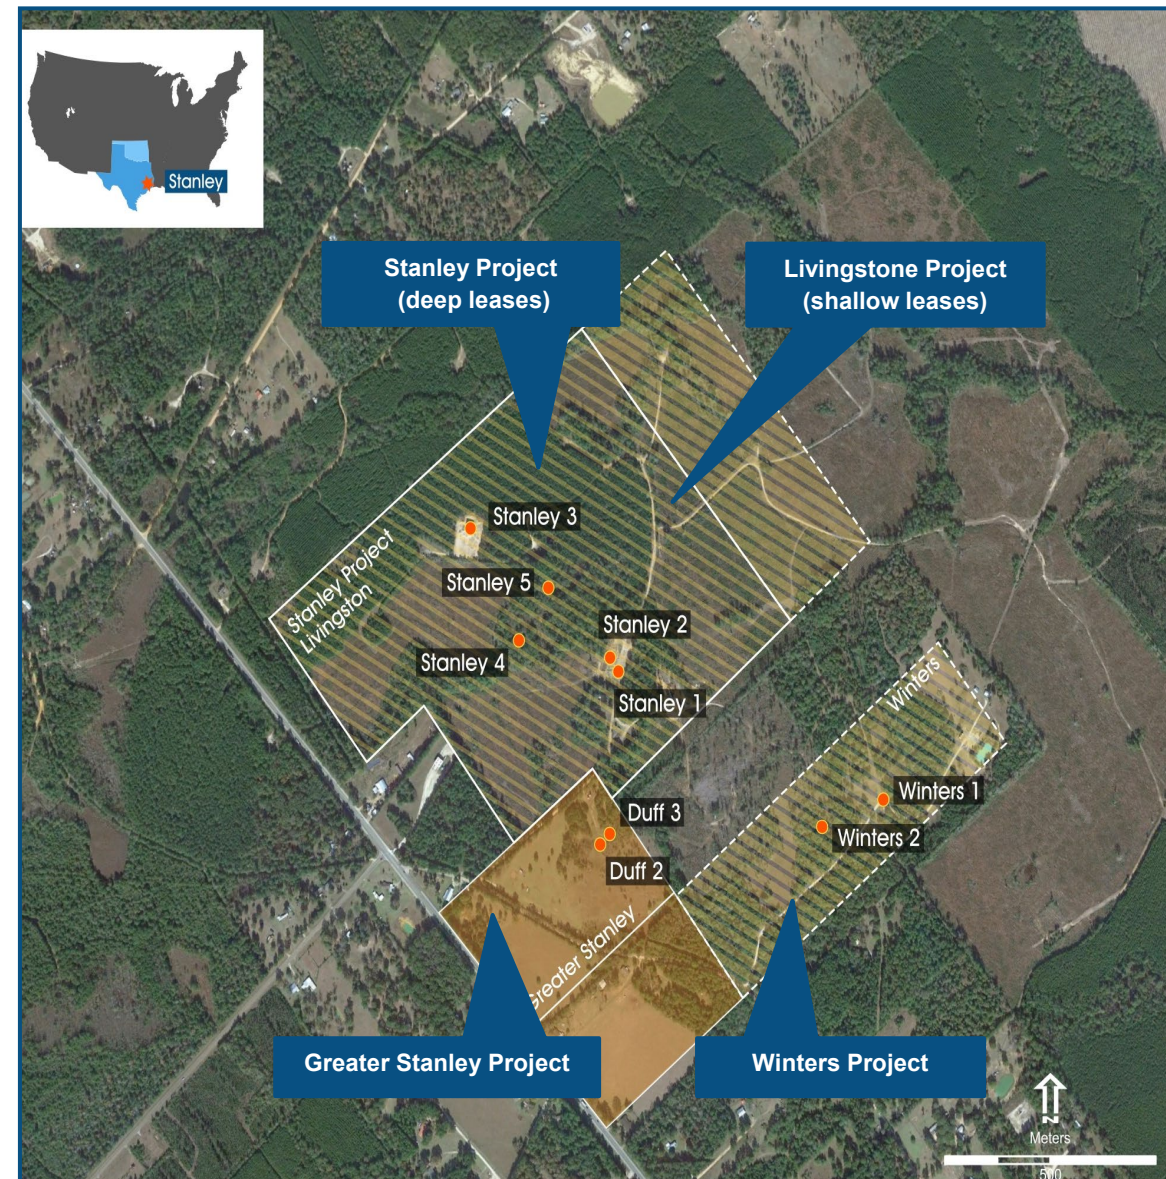 Stanley
Stanley Project
(deep leases)
Livingstone Project
(shallow leases)
Stanley 3
Stanley Project
Livingston
Stanley 5
Stanley 2
Stanley 4
Stanley 1
Winters
Winters 1
Duff 3
Winters 2
Duff 2
Greater Stanley
Greater Stanley Project
Winters Project
N
Meters
500